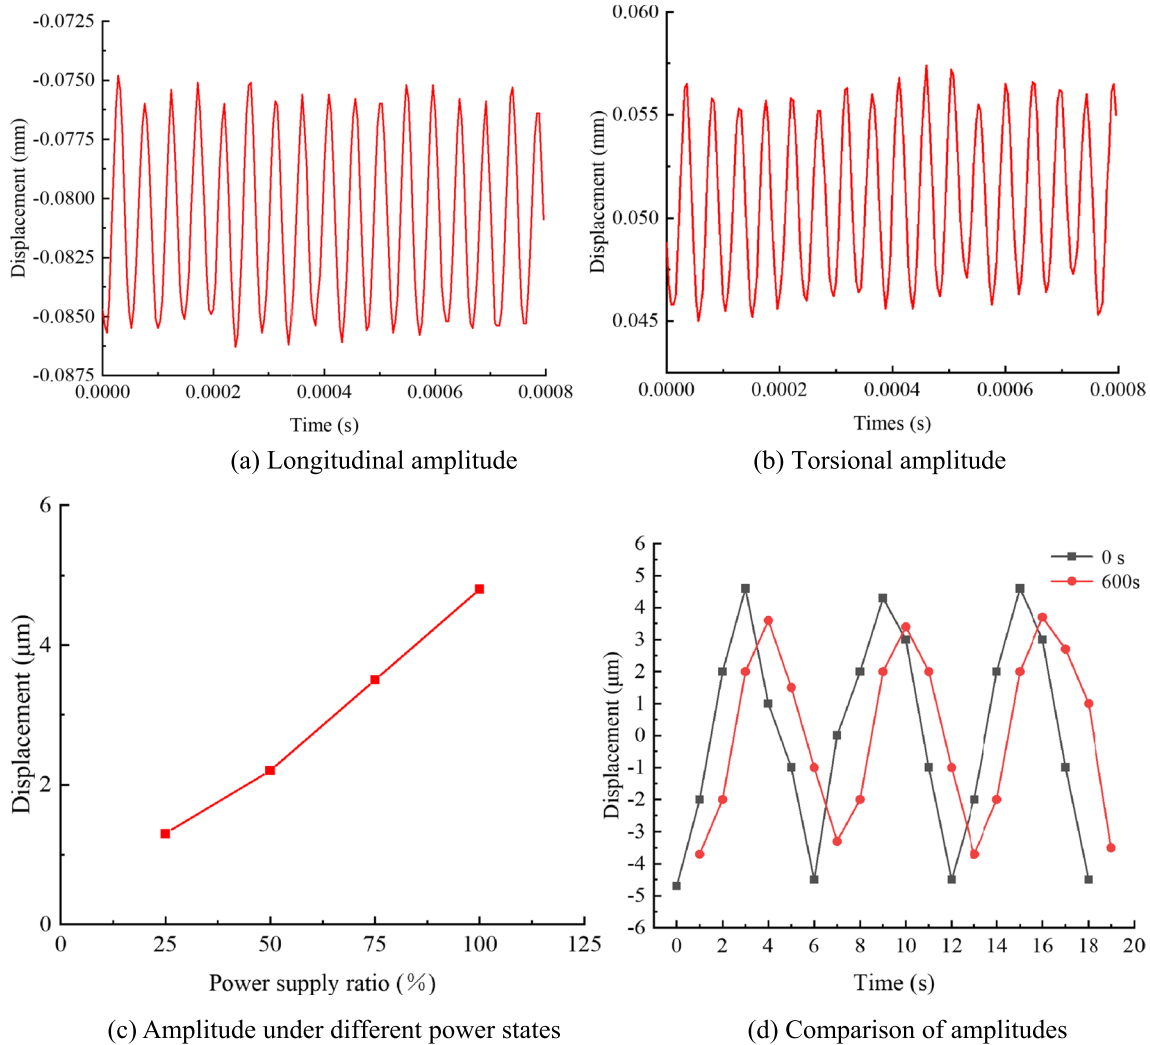 -0.0725
-0.0750
-0.0775
-0.0800
-0.0825
-0.0850
-0.0875
Displacement (mm)
0.0000 0.0002 0.0004 0.0006 0.0008
Time (s)
(a) Longitudinal amplitude
0.060
0.055
0.050
0.045
Displacement (mm)
0.0000 0.0002 0.0004 0.0006 0.0008
Times (s)
(b) Torsional amplitude
6
4
2
0
Displacement (μm)
0 25 50 75 100 125
Power supply ratio (%)
(c) Amplitude under different power states
6
5
4
3
2
1
0
-1
-2
-3
-4
-5
-6
Displacement (μm)
0 s
600s
0 2 4 6 8 10 12 14 16 18 20
Time (s)
(d) Comparison of amplitudes